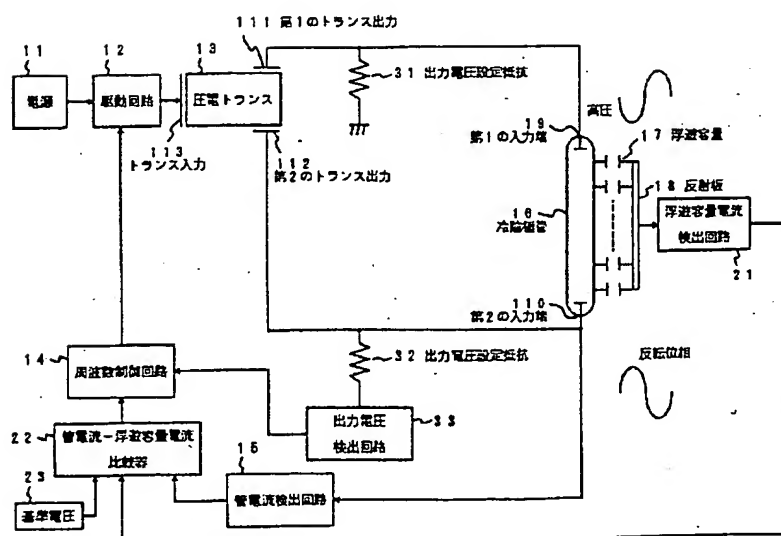 111 第1のトランス出力
11
12
13
電源
駆動回路
圧電トランス
31 出力電圧設定抵抗
高圧
19
第1の入力端
17 浮遊容量
113
トランス入力
112
第2のトランス出力
18 反射板
16
冷陰極管
浮遊容量電流
検出回路
21
110
第2の入力端
14
周波数制御回路
32 出力電圧設定抵抗
反転位相
出力電圧
検出回路
33
22
管電流-浮遊容量電流
比較器
15
23
基準電圧
管電流検出回路